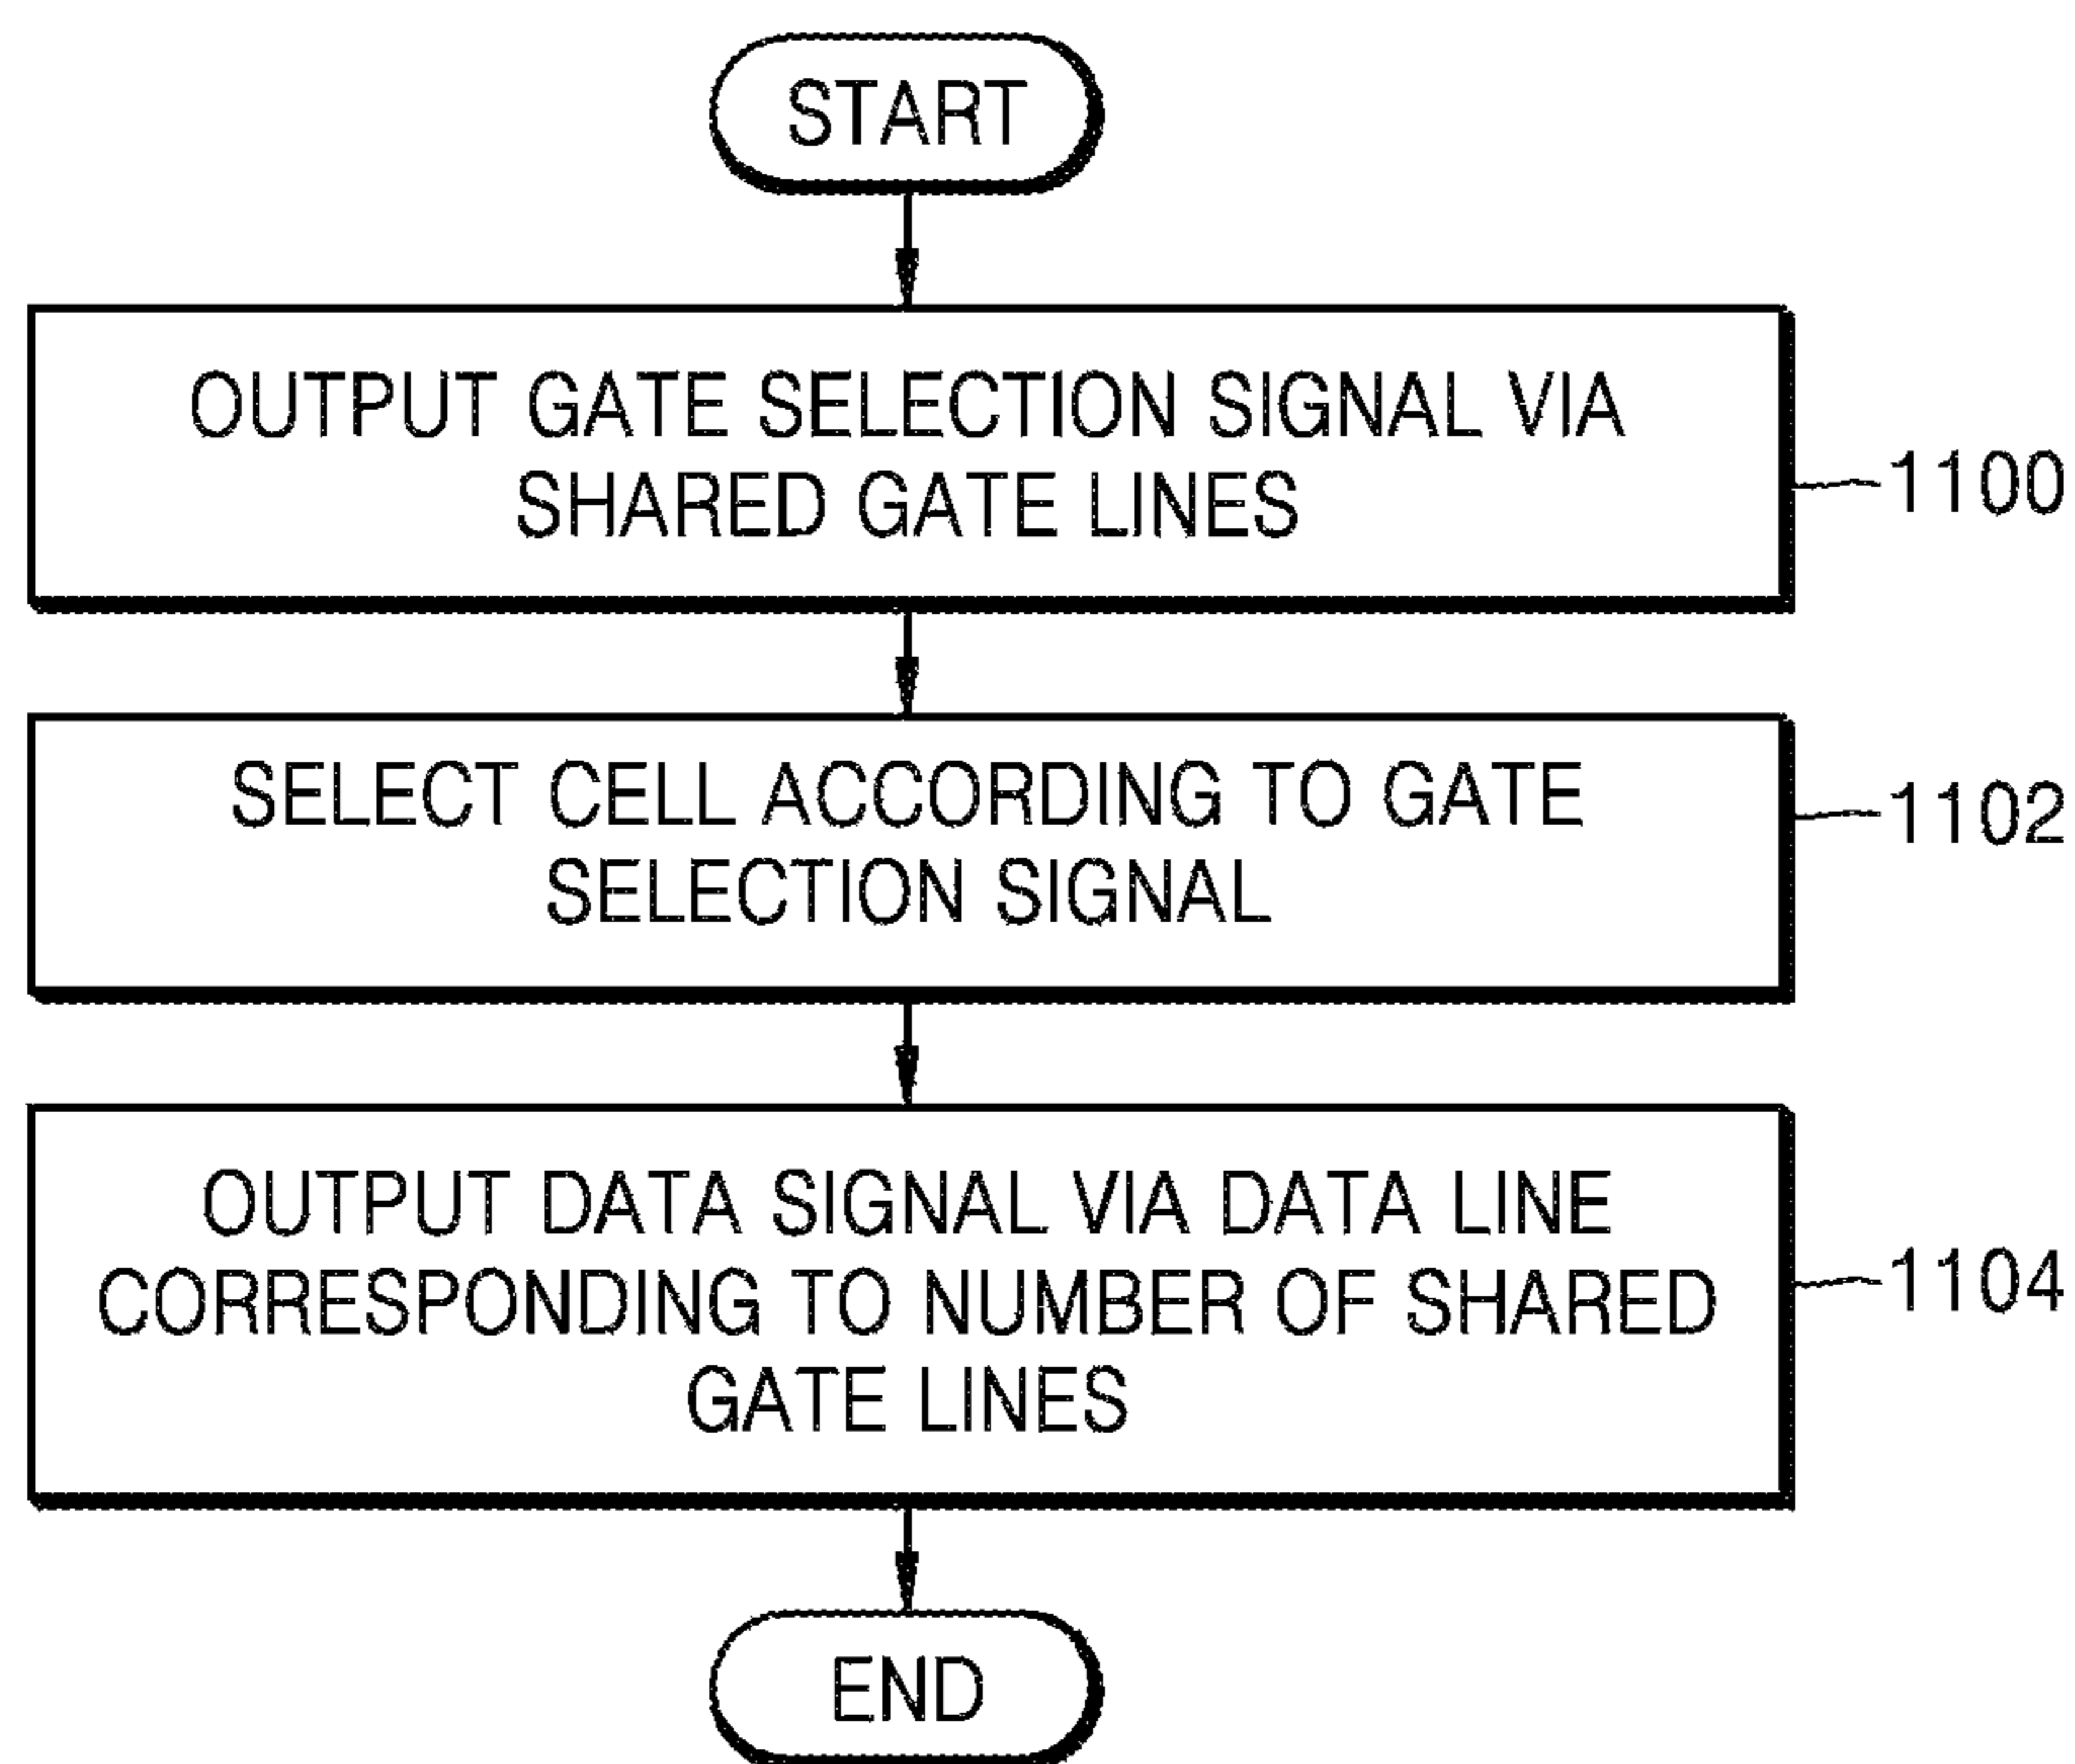 START
OUTPUT GATE SELECTION SIGNAL VIA
SHARED GATE LINES
1100
SELECT CELL ACCORDING TO GATE
SELECTION SIGNAL
1102
OUTPUT DATA SIGNAL VIA DATA LINE
CORRESPONDING TO NUMBER OF SHARED
GATE LINES
1104
END